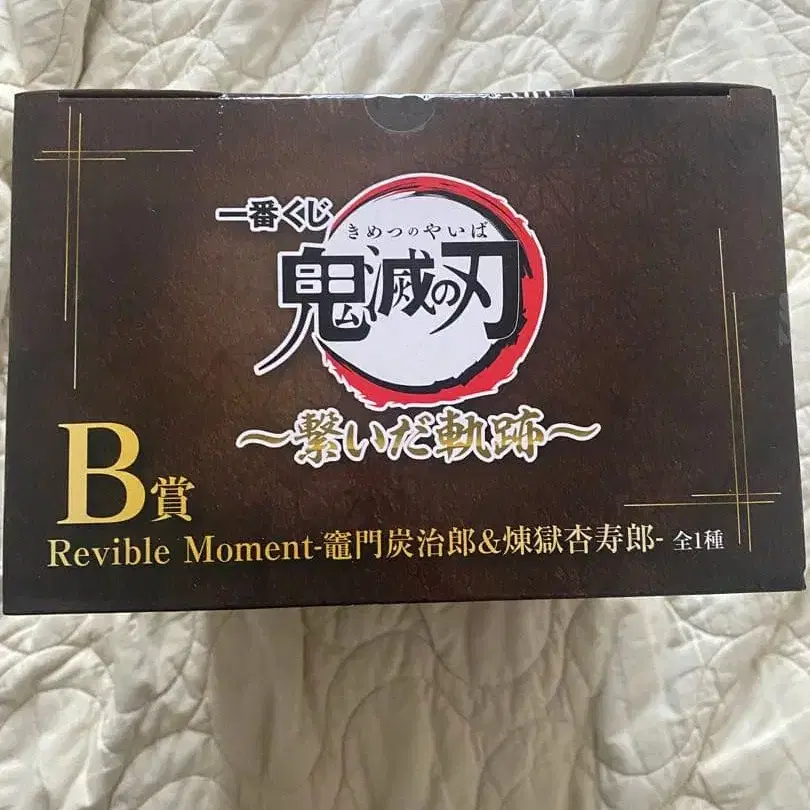 一番くじ
きめつのやいば
鬼滅の刃
～繋いだ軌跡～
B賞
Revible Moment-竈門炭治郎&煉獄杏寿郎- 全1種